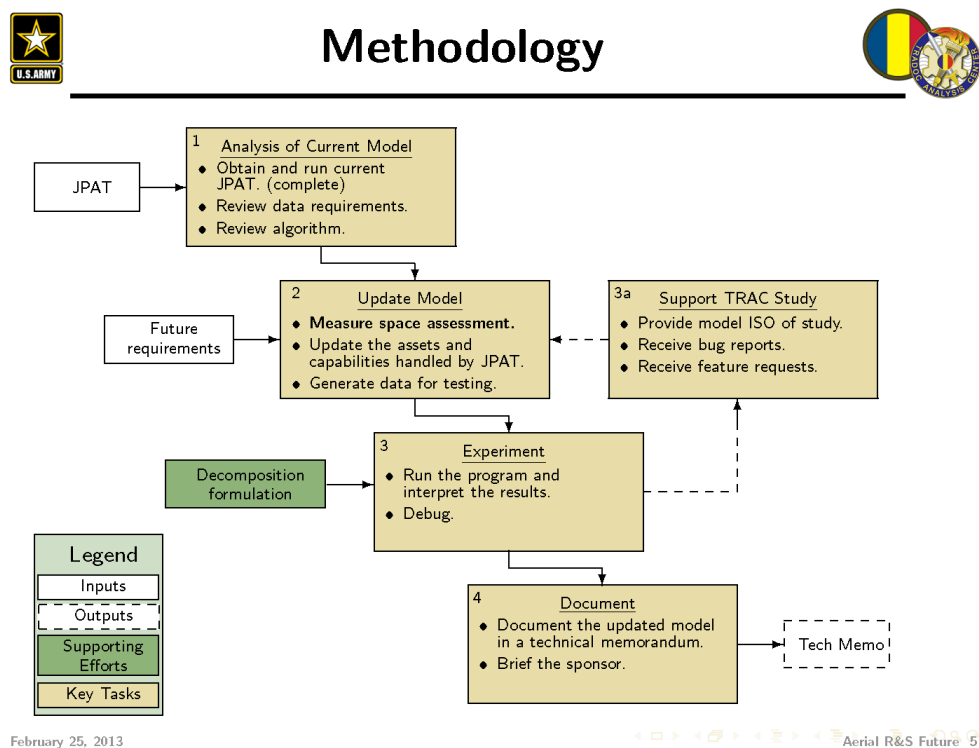 Methodology
U.S.ARMY
TRADOC ANALYSIS CENTER
JPAT
1
Analysis of Current Model
Obtain and run current
JPAT. (complete)
Review data requirements.
Review algorithm.
Future
requirements
2
Update Model
Measure space assessment.
Update the assets and
capabilities handled by JPAT.
Generate data for testing.
3a
Support TRAC Study
Provide model ISO of study.
Receive bug reports.
Receive feature requests.
Decomposition
formulation
3
Experiment
Run the program and
interpret the results.
Debug.
Legend
Inputs
Outputs
Supporting
Efforts
Key Tasks
4
Document
Document the updated model
in a technical memorandum.
Brief the sponsor.
Tech Memo
February 25, 2013
Aerial R&S Future 5